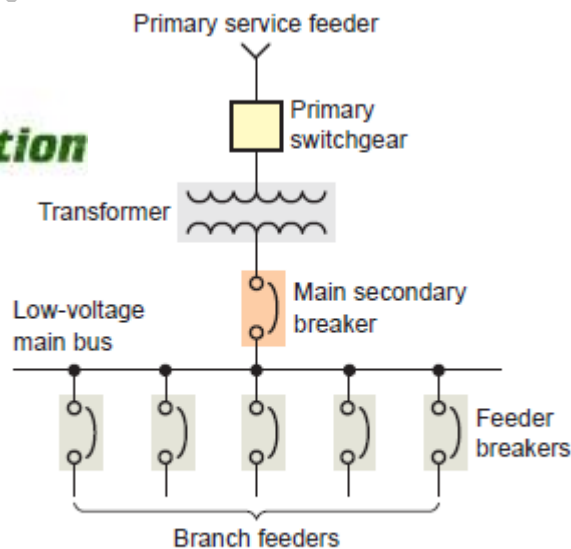 Primary service feeder
Primary
switchgear
tion
Transformer
Main secondary
breaker
Low-voltage
main bus
Feeder
breakers
Branch feeders